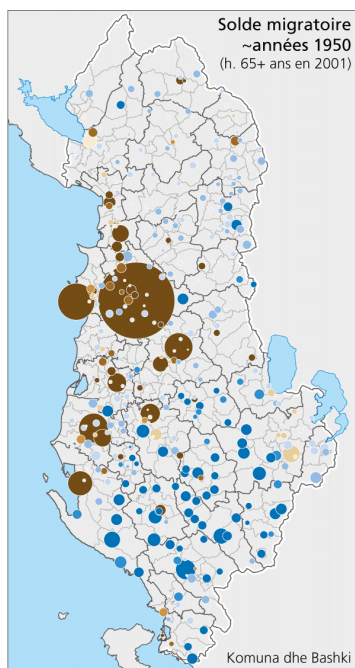 Solde migratoire
~années 1950
(h. 65+ ans en 2001)
Komuna dhe Bashki